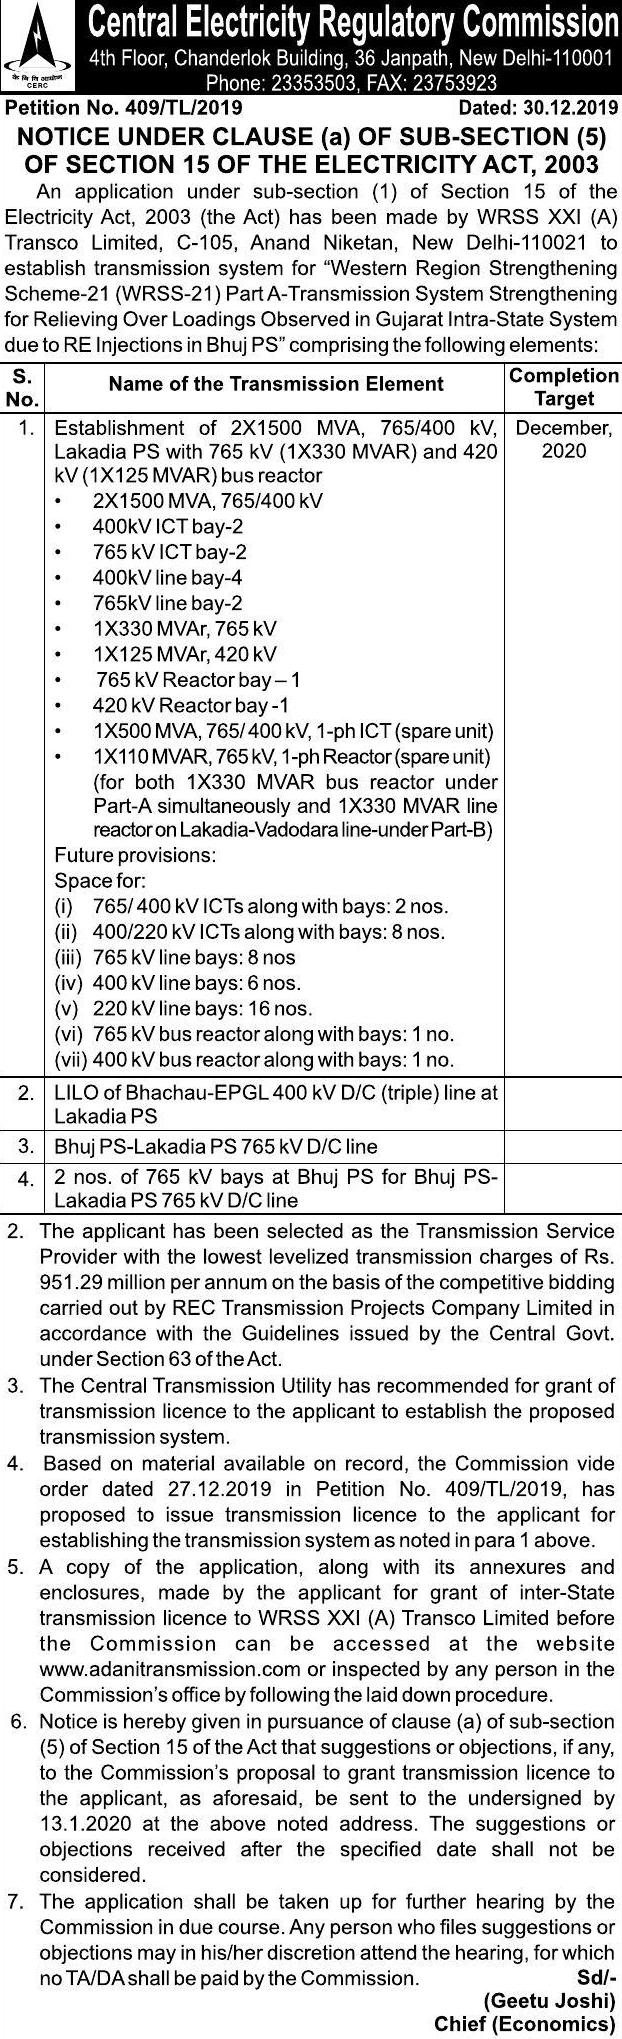 Central Electricity Regulatory Commission
4th Floor, Chanderlok Building, 36 Janpath, New Delhi-110001
Phone: 23353503, FAX: 23753923
के वि नि आयोग
CERC
Petition No. 409/TL/2019 Dated: 30.12.2019
NOTICE UNDER CLAUSE (a) OF SUB-SECTION (5)
OF SECTION 15 OF THE ELECTRICITY ACT, 2003
An application under sub-section (1) of Section 15 of the
Electricity Act, 2003 (the Act) has been made by WRSS XXI (A)
Transco Limited, C-105, Anand Niketan, New Delhi-110021 to
establish transmission system for “Western Region Strengthening
Scheme-21 (WRSS-21) Part A-Transmission System Strengthening
for Relieving Over Loadings Observed in Gujarat Intra-State System
due to RE Injections in Bhuj PS” comprising the following elements:
S. No. Name of the Transmission Element Completion Target
1. Establishment of 2X1500 MVA, 765/400 kV, December,
Lakadia PS with 765 kV (1X330 MVAR) and 420 2020
kV (1X125 MVAR) bus reactor
• 2X1500 MVA, 765/400 kV
• 400kV ICT bay-2
• 765 kV ICT bay-2
• 400kV line bay-4
• 765kV line bay-2
• 1X330 MVAr, 765 kV
• 1X125 MVAr, 420 kV
• 765 kV Reactor bay – 1
• 420 kV Reactor bay -1
• 1X500 MVA, 765/ 400 kV, 1-ph ICT (spare unit)
• 1X110 MVAR, 765 kV, 1-ph Reactor (spare unit)
(for both 1X330 MVAR bus reactor under
Part-A simultaneously and 1X330 MVAR line
reactor on Lakadia-Vadodara line-under Part-B)
Future provisions:
Space for:
(i) 765/ 400 kV ICTs along with bays: 2 nos.
(ii) 400/220 kV ICTs along with bays: 8 nos.
(iii) 765 kV line bays: 8 nos
(iv) 400 kV line bays: 6 nos.
(v) 220 kV line bays: 16 nos.
(vi) 765 kV bus reactor along with bays: 1 no.
(vii) 400 kV bus reactor along with bays: 1 no.
2. LILO of Bhachau-EPGL 400 kV D/C (triple) line at
Lakadia PS
3. Bhuj PS-Lakadia PS 765 kV D/C line
4. 2 nos. of 765 kV bays at Bhuj PS for Bhuj PS-
Lakadia PS 765 kV D/C line
2. The applicant has been selected as the Transmission Service
Provider with the lowest levelized transmission charges of Rs.
951.29 million per annum on the basis of the competitive bidding
carried out by REC Transmission Projects Company Limited in
accordance with the Guidelines issued by the Central Govt.
under Section 63 of the Act.
3. The Central Transmission Utility has recommended for grant of
transmission licence to the applicant to establish the proposed
transmission system.
4. Based on material available on record, the Commission vide
order dated 27.12.2019 in Petition No. 409/TL/2019, has
proposed to issue transmission licence to the applicant for
establishing the transmission system as noted in para 1 above.
5. A copy of the application, along with its annexures and
enclosures, made by the applicant for grant of inter-State
transmission licence to WRSS XXI (A) Transco Limited before
the Commission can be accessed at the website
www.adanitransmission.com or inspected by any person in the
Commission’s office by following the laid down procedure.
6. Notice is hereby given in pursuance of clause (a) of sub-section
(5) of Section 15 of the Act that suggestions or objections, if any,
to the Commission’s proposal to grant transmission licence to
the applicant, as aforesaid, be sent to the undersigned by
13.1.2020 at the above noted address. The suggestions or
objections received after the specified date shall not be
considered.
7. The application shall be taken up for further hearing by the
Commission in due course. Any person who files suggestions or
objections may in his/her discretion attend the hearing, for which
no TA/DA shall be paid by the Commission. Sd/-
(Geetu Joshi)
Chief (Economics)